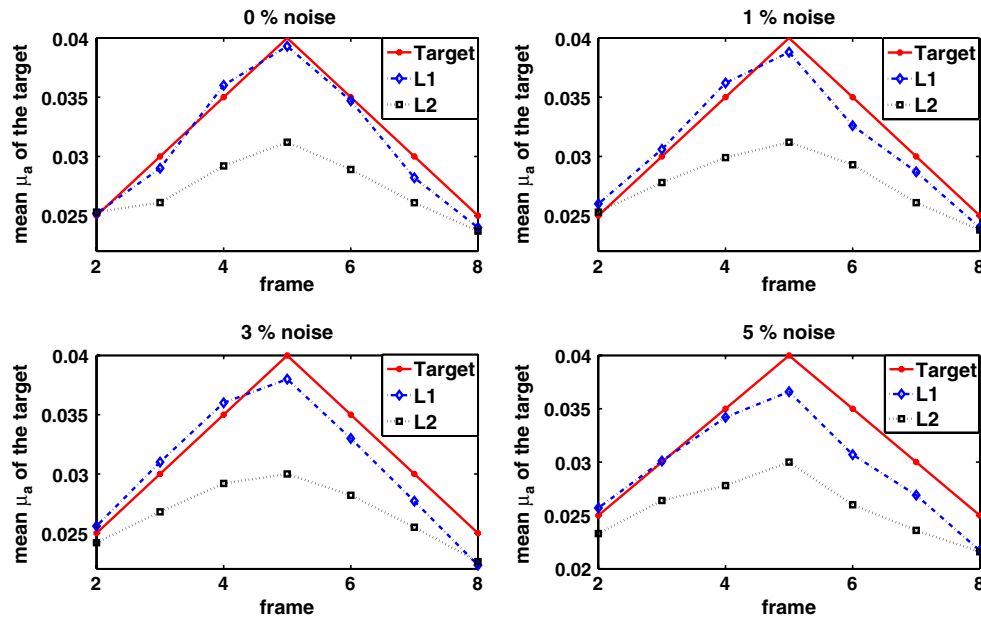 0 % noise
0.04
0.035
0.03
0.025
mean μa of the target
2
4
6
8
frame
Target
L1
L2
1 % noise
0.04
0.035
0.03
0.025
mean μa of the target
2
4
6
8
frame
Target
L1
L2
3 % noise
0.04
0.035
0.03
0.025
mean μa of the target
2
4
6
8
frame
Target
L1
L2
5 % noise
0.04
0.035
0.03
0.025
0.02
mean μa of the target
2
4
6
8
frame
Target
L1
L2